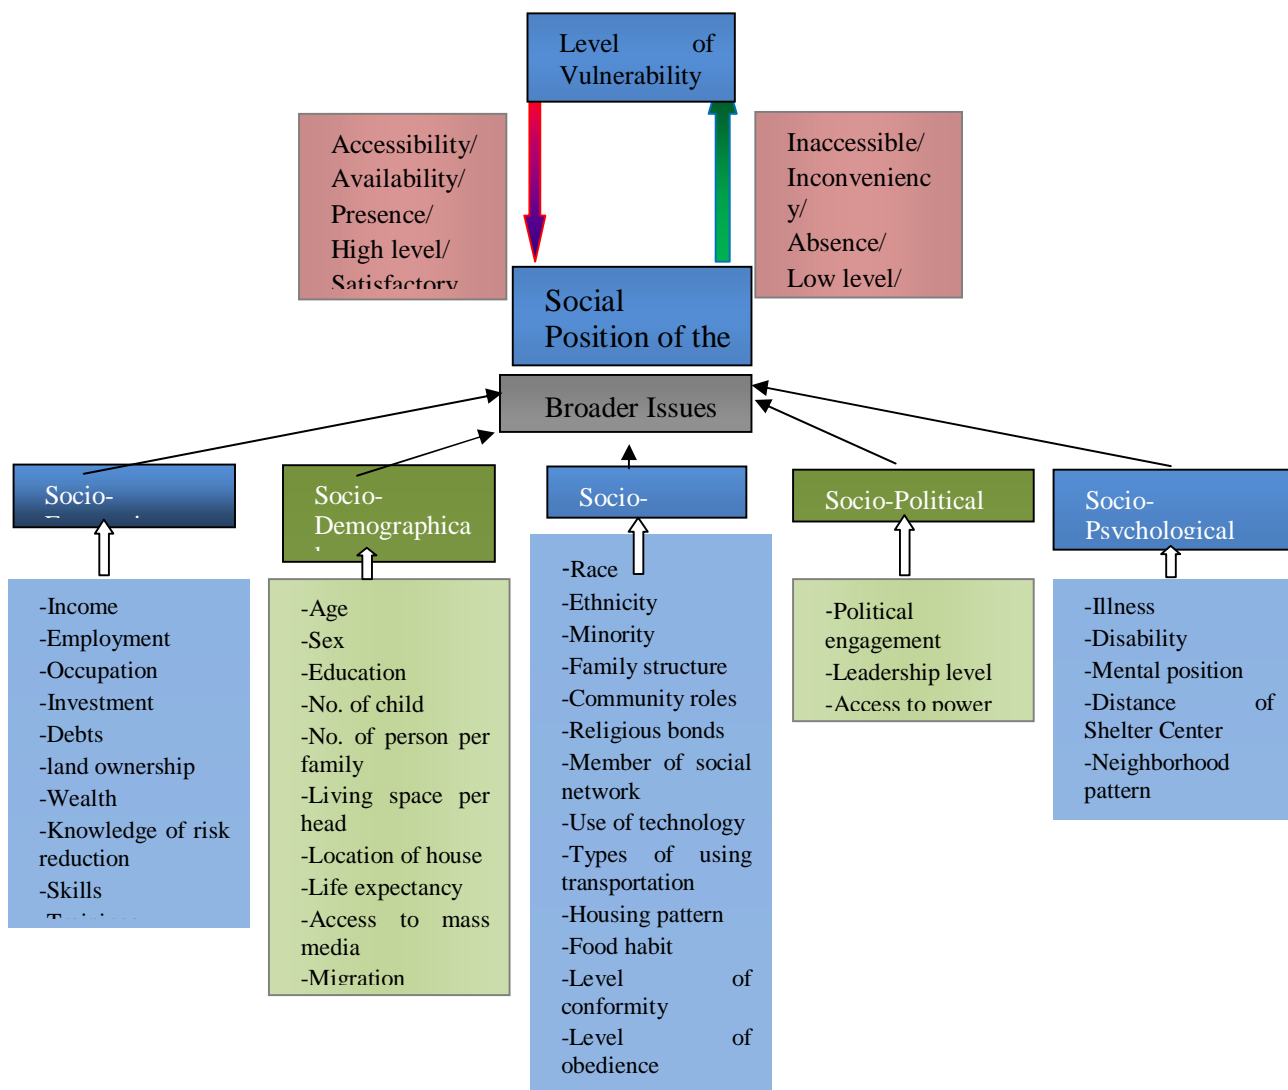 Level of
Vulnerability
Accessibility/
Availability/
Presence/
High level/
Satisfactory
Inaccessible/
Inconvenienc
y/
Absence/
Low level/
Social
Position of the
Broader Issues
Socio-
Socio-
Demographica
l
Socio-
Socio-Political
Socio-
Psychological
-Income
-Employment
-Occupation
-Investment
-Debts
-land ownership
-Wealth
-Knowledge of risk
reduction
-Skills
-Age
-Sex
-Education
-No. of child
-No. of person per
family
-Living space per
head
-Location of house
-Life expectancy
-Access to mass
media
-Migration
-Race
-Ethnicity
-Minority
-Family structure
-Community roles
-Religious bonds
-Member of social
network
-Use of technology
-Types of using
transportation
-Housing pattern
-Food habit
-Level of
conformity
-Level of
obedience
-Political
engagement
-Leadership level
-Access to power
-Illness
-Disability
-Mental position
-Distance of
Shelter Center
-Neighborhood
pattern